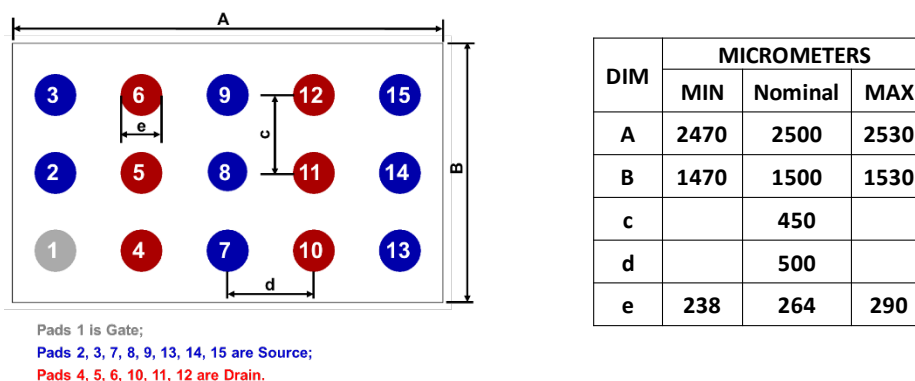 A
3 6 9 12 15
e
c
2 5 8 11 14
B
1 4 7 10 13
d
Pads 1 is Gate;
Pads 2, 3, 7, 8, 9, 13, 14, 15 are Source;
Pads 4, 5, 6, 10, 11, 12 are Drain.
DIM MICROMETERS
MIN Nominal MAX
A 2470 2500 2530
B 1470 1500 1530
c 450
d 500
e 238 264 290